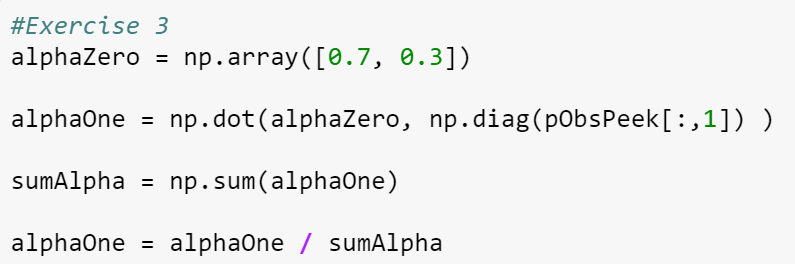 #Exercise 3
alphaZero = np.array([0.7, 0.3])
alphaOne = np.dot(alphaZero, np.diag(pObsPeek[:,1]) )
sumAlpha = np.sum(alphaOne)
alphaOne = alphaOne / sumAlpha